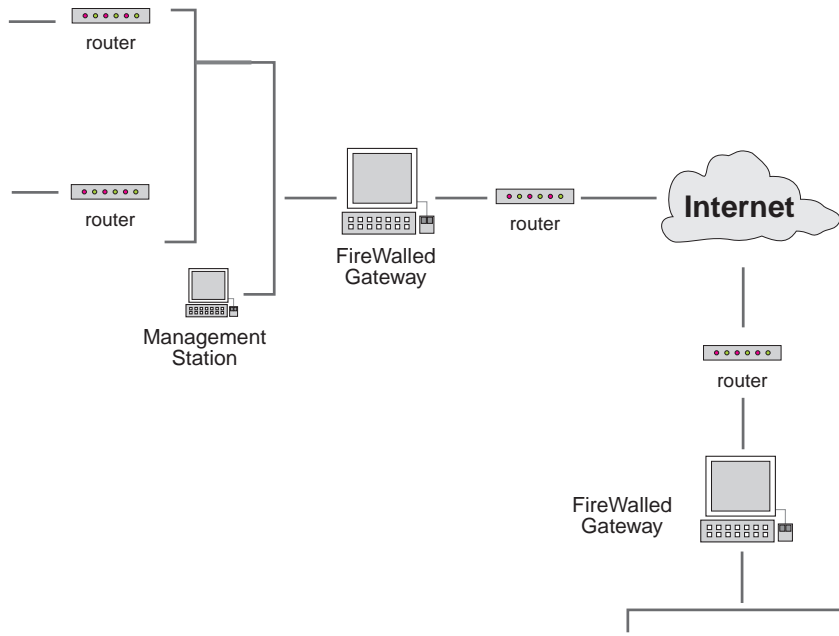 router
router
FireWalled
Gateway
router
Internet
Management
Station
router
FireWalled
Gateway